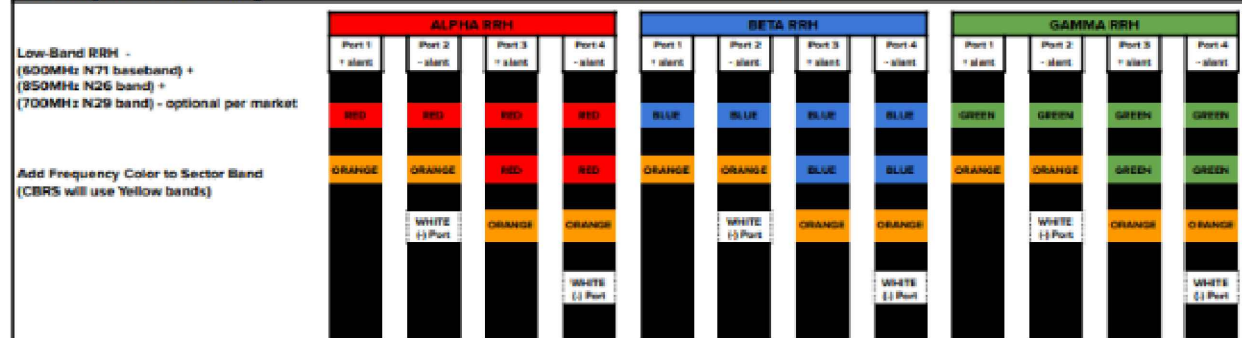 ALPHA RRH BETA RRH GAMMA RRH
Port 1 Port 2 Port 3 Port 4 Port 1 Port 2 Port 3 Port 4 Port 1 Port 2 Port 3 Port 4
+ slant - slant + slant - slant + slant - slant + slant - slant + slant - slant + slant - slant
Low-Band RRH -
(600MHz N71 baseband) +
(850MHz N26 band) +
(700MHz N29 band) - optional per market
RED RED RED RED BLUE BLUE BLUE BLUE GREEN GREEN GREEN GREEN
ORANGE ORANGE RED RED ORANGE ORANGE BLUE BLUE ORANGE ORANGE GREEN GREEN
Add Frequency Color to Sector Band
(CBRS will use Yellow bands)
WHITE ORANGE ORANGE WHITE ORANGE ORANGE WHITE ORANGE ORANGE
(-) Port (-) Port (-) Port
WHITE WHITE WHITE
(-) Port (-) Port (-) Port